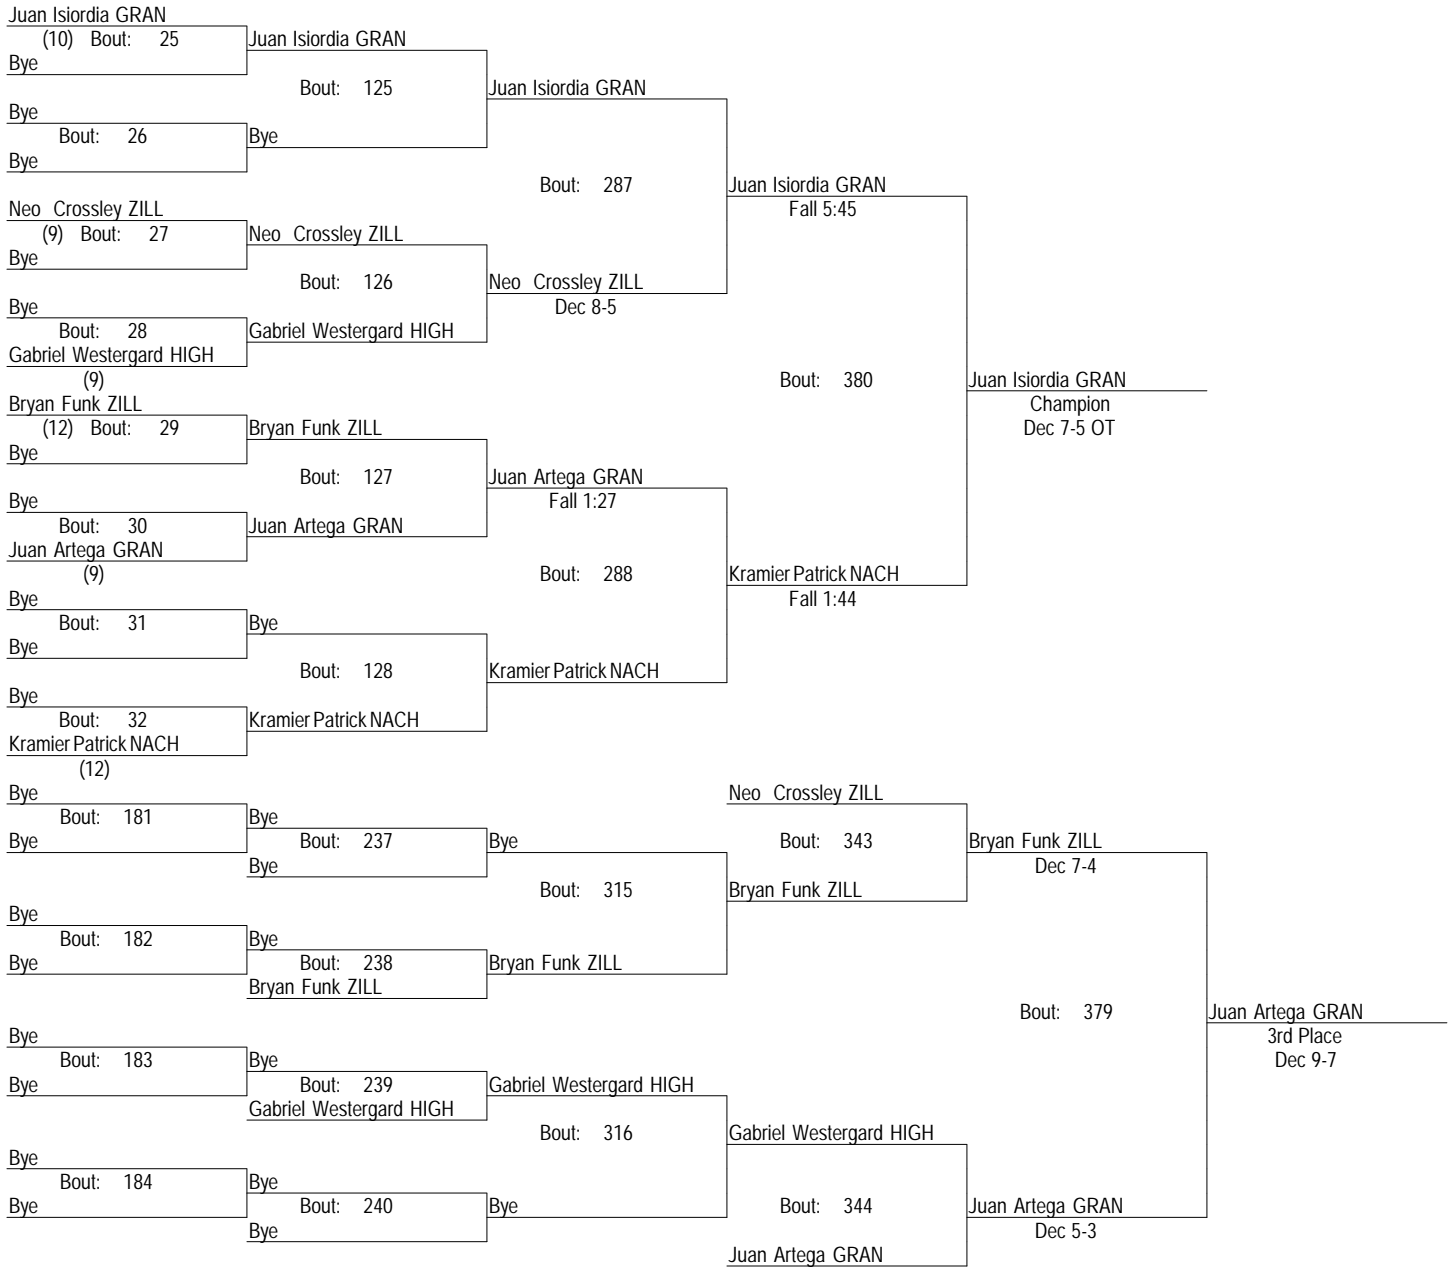 Juan Isiordia GRAN
(10) Bout: 25 Juan Isiordia GRAN
Bye
Bout: 125 Juan Isiordia GRAN
Bye
Bout: 26 Bye
Bye
Bout: 287 Juan Isiordia GRAN
Fall 5:45
Neo Crossley ZILL
(9) Bout: 27 Neo Crossley ZILL
Bye
Bout: 126 Neo Crossley ZILL
Dec 8-5
Bye
Bout: 28 Gabriel Westergard HIGH
Gabriel Westergard HIGH
(9)
Bout: 380 Juan Isiordia GRAN
Champion
Dec 7-5 OT
Bryan Funk ZILL
(12) Bout: 29 Bryan Funk ZILL
Bye
Bout: 127 Juan Artega GRAN
Fall 1:27
Bye
Bout: 30 Juan Artega GRAN
Juan Artega GRAN
(9)
Bout: 288 Kramier Patrick NACH
Fall 1:44
Bye
Bout: 31 Bye
Bye
Bout: 128 Kramier Patrick NACH
Bye
Bout: 32 Kramier Patrick NACH
Kramier Patrick NACH
(12)
Bye
Neo Crossley ZILL
Bout: 181 Bye
Bye
Bout: 237 Bye
Bout: 343 Bryan Funk ZILL
Dec 7-4
Bye
Bout: 315 Bryan Funk ZILL
Bye
Bout: 182 Bye
Bye
Bout: 238 Bryan Funk ZILL
Bryan Funk ZILL
Bout: 379 Juan Artega GRAN
3rd Place
Dec 9-7
Bye
Bout: 183 Bye
Bye
Bout: 239 Gabriel Westergard HIGH
Gabriel Westergard HIGH
Bout: 316 Gabriel Westergard HIGH
Bye
Bout: 184 Bye
Bye
Bout: 240 Bye
Bout: 344 Juan Artega GRAN
Dec 5-3
Bye
Juan Artega GRAN